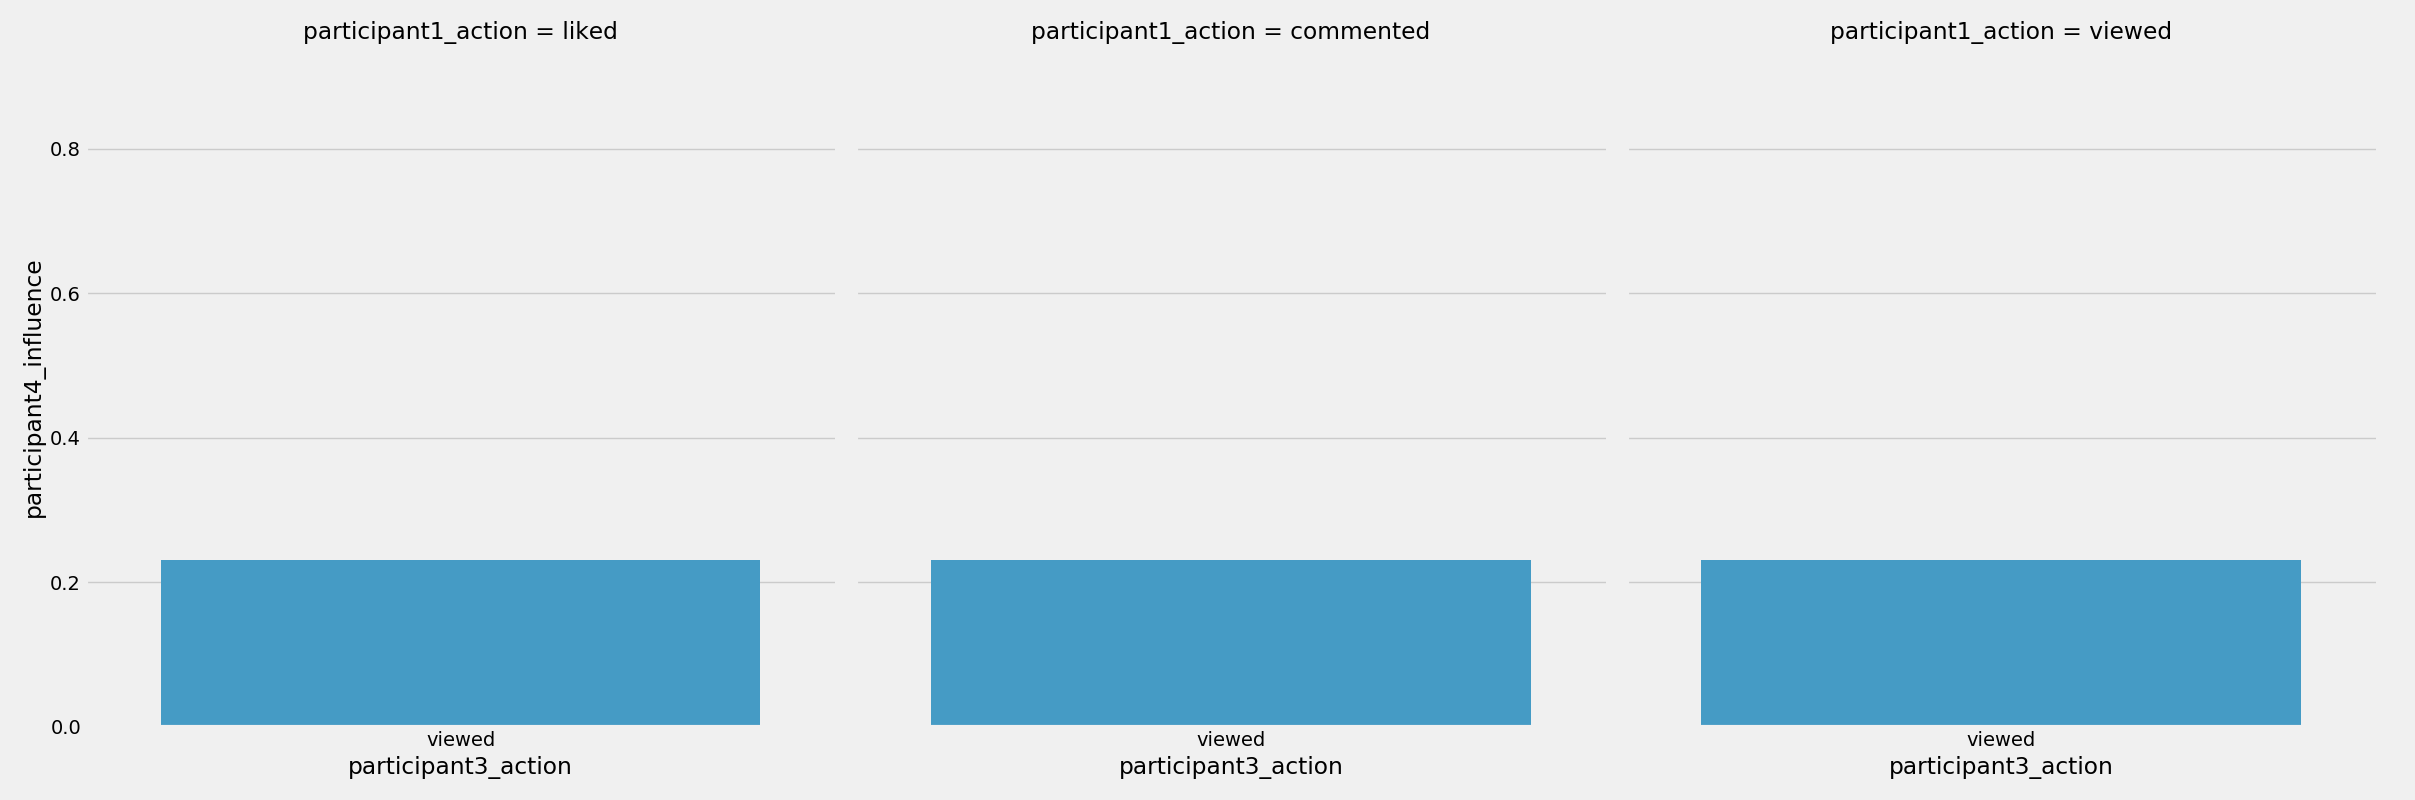 participant1_action = liked
participant1_action = commented
participant1_action = viewed
participant4_influence
0.8
0.6
0.4
0.2
0.0
viewed
viewed
viewed
participant3_action
participant3_action
participant3_action